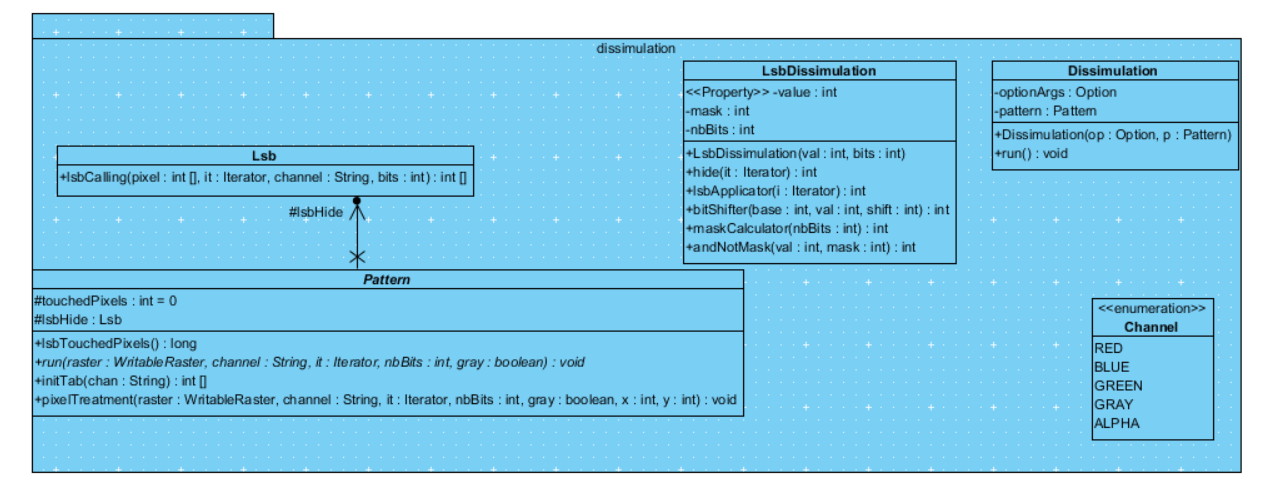 dissimulation
Lsb
+lsbCalling(pixel : int [], it : Iterator, channel : String, bits : int) : int []
#lsbHide
Pattern
#touchedPixels : int = 0
#lsbHide : Lsb
+lsbTouchedPixels() : long
+run(raster : WritableRaster, channel : String, it : Iterator, nbBits : int, gray : boolean) : void
+initTab(chan : String) : int []
+pixelTreatment(raster : WritableRaster, channel : String, it : Iterator, nbBits : int, gray : boolean, x : int, y : int) : void
LsbDissimulation
<<Property>> -value : int
-mask : int
-nbBits : int
+LsbDissimulation(val : int, bits : int)
+hide(it : Iterator) : int
+lsbApplicator(i : Iterator) : int
+bitShifter(base : int, val : int, shift : int) : int
+maskCalculator(nbBits : int) : int
+andNotMask(val : int, mask : int) : int
Dissimulation
-optionArgs : Option
-pattern : Pattern
+Dissimulation(op : Option, p : Pattern)
+run() : void
<<enumeration>>
Channel
RED
BLUE
GREEN
GRAY
ALPHA